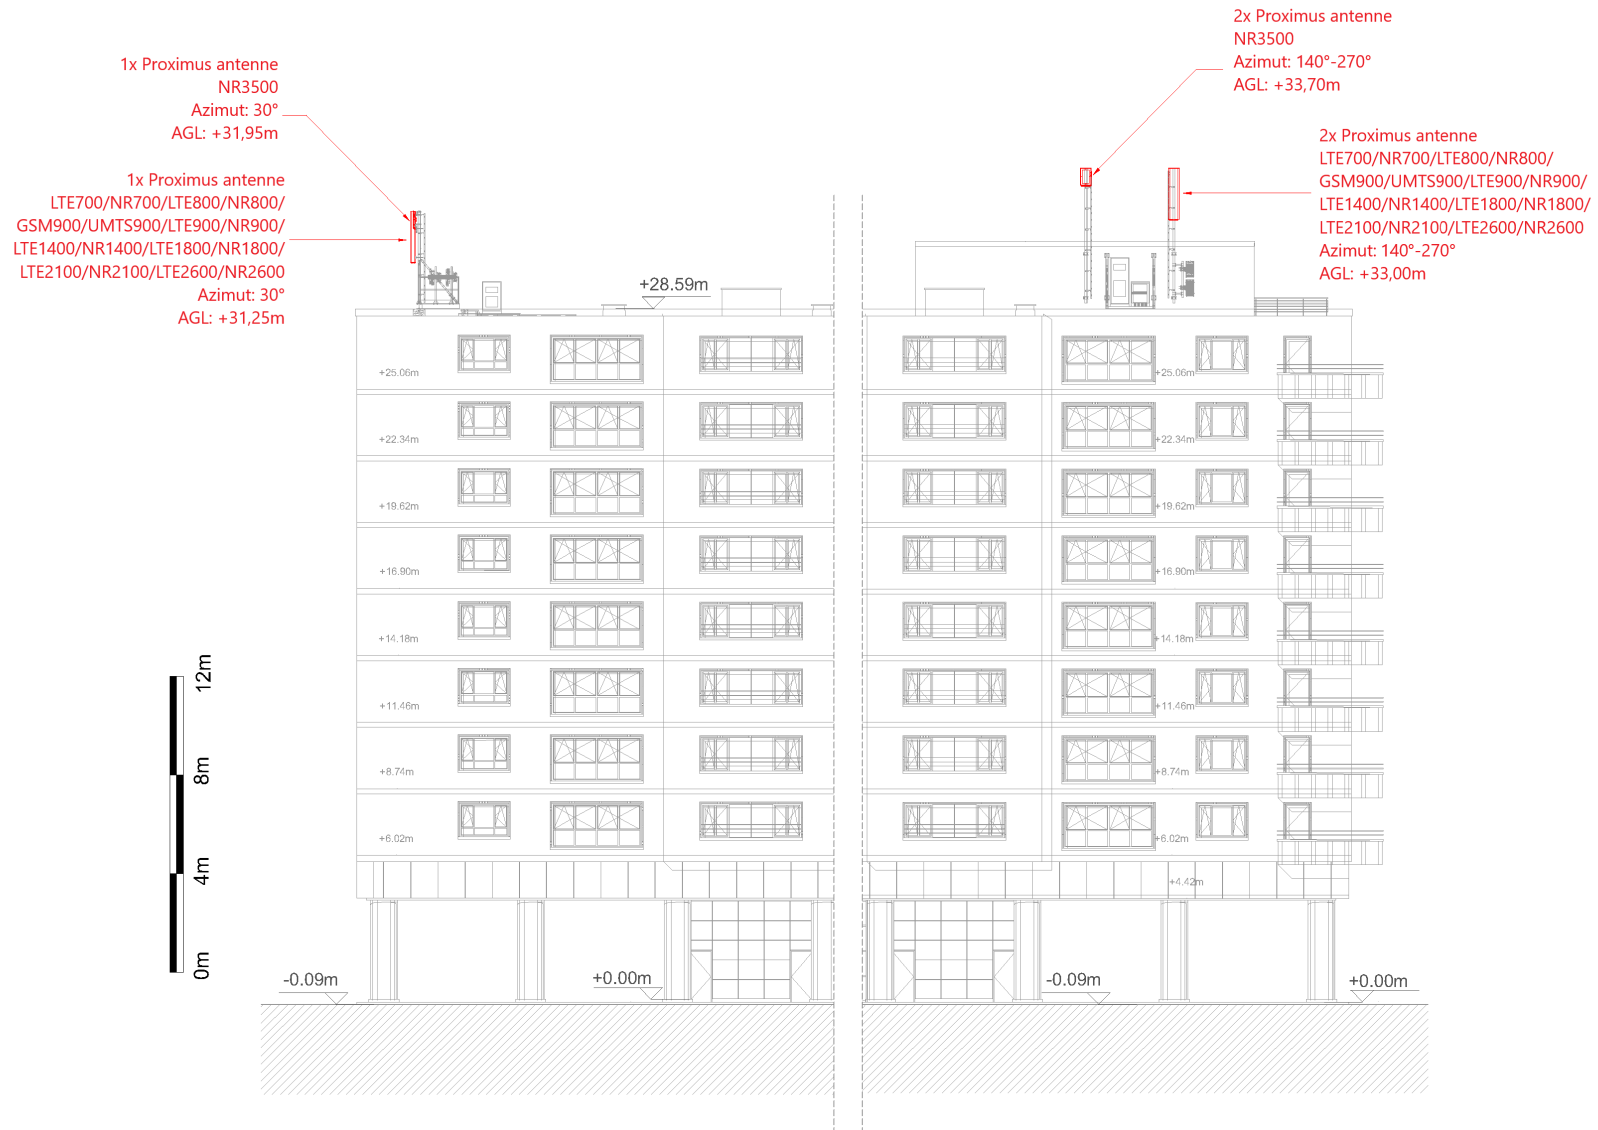 1x Proximus antenne
NR3500
Azimut: 30°
AGL: +31,95m
1x Proximus antenne
LTE700/NR700/LTE800/NR800/
GSM900/UMTS900/LTE900/NR900/
LTE1400/NR1400/LTE1800/NR1800/
LTE2100/NR2100/LTE2600/NR2600
Azimut: 30°
AGL: +31,25m
2x Proximus antenne
NR3500
Azimut: 140°-270°
AGL: +33,70m
2x Proximus antenne
LTE700/NR700/LTE800/NR800/
GSM900/UMTS900/LTE900/NR900/
LTE1400/NR1400/LTE1800/NR1800/
LTE2100/NR2100/LTE2600/NR2600
Azimut: 140°-270°
AGL: +33,00m
+28.59m
+25.06m
+22.34m
+19.62m
+16.90m
+14.18m
+11.46m
+8.74m
+6.02m
+25.06m
+22.34m
+19.62m
+16.90m
+14.18m
+11.46m
+8.74m
+6.02m
+4.42m
12m
8m
4m
0m
-0.09m
+0.00m
-0.09m
+0.00m